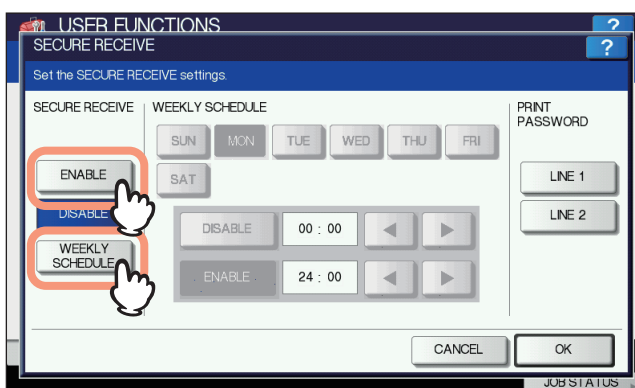 USER FUNCTIONS
?
SECURE RECEIVE
?
Set the SECURE RECEIVE settings.
SECURE RECEIVE
WEEKLY SCHEDULE
PRINT
PASSWORD
SUN MON TUE WED THU FRI
SAT
ENABLE
DISABLE
WEEKLY
SCHEDULE
DISABLE 00 : 00
ENABLE 24 : 00
LINE 1
LINE 2
CANCEL OK
JOB STATUS